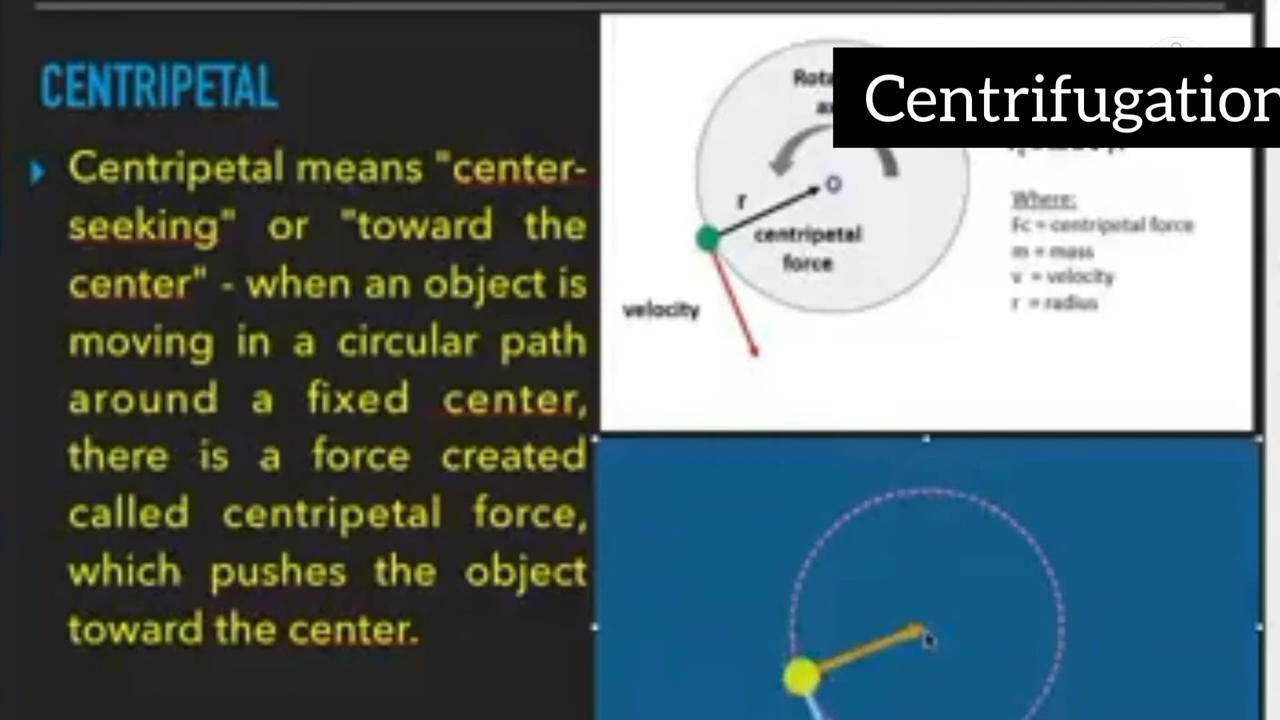 CENTRIPETAL
Centripetal means "center-
seeking" or "toward the
center" - when an object is
moving in a circular path
around a fixed center,
there is a force created
called centripetal force,
which pushes the object
toward the center.
Centrifugation
r
centripetal
force
velocity
Where:
Fc = centripetal force
m = mass
v = velocity
r = radius